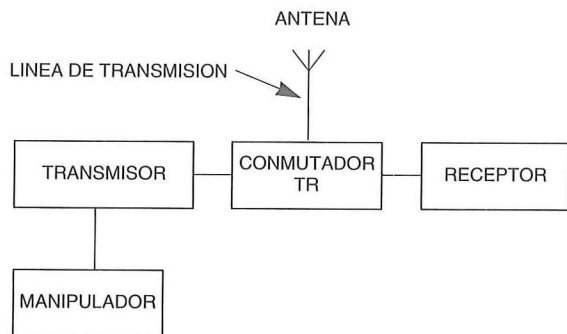 ANTENA
LINEA DE TRANSMISION
TRANSMISOR
CONMUTADOR
TR
RECEPTOR
MANIPULADOR